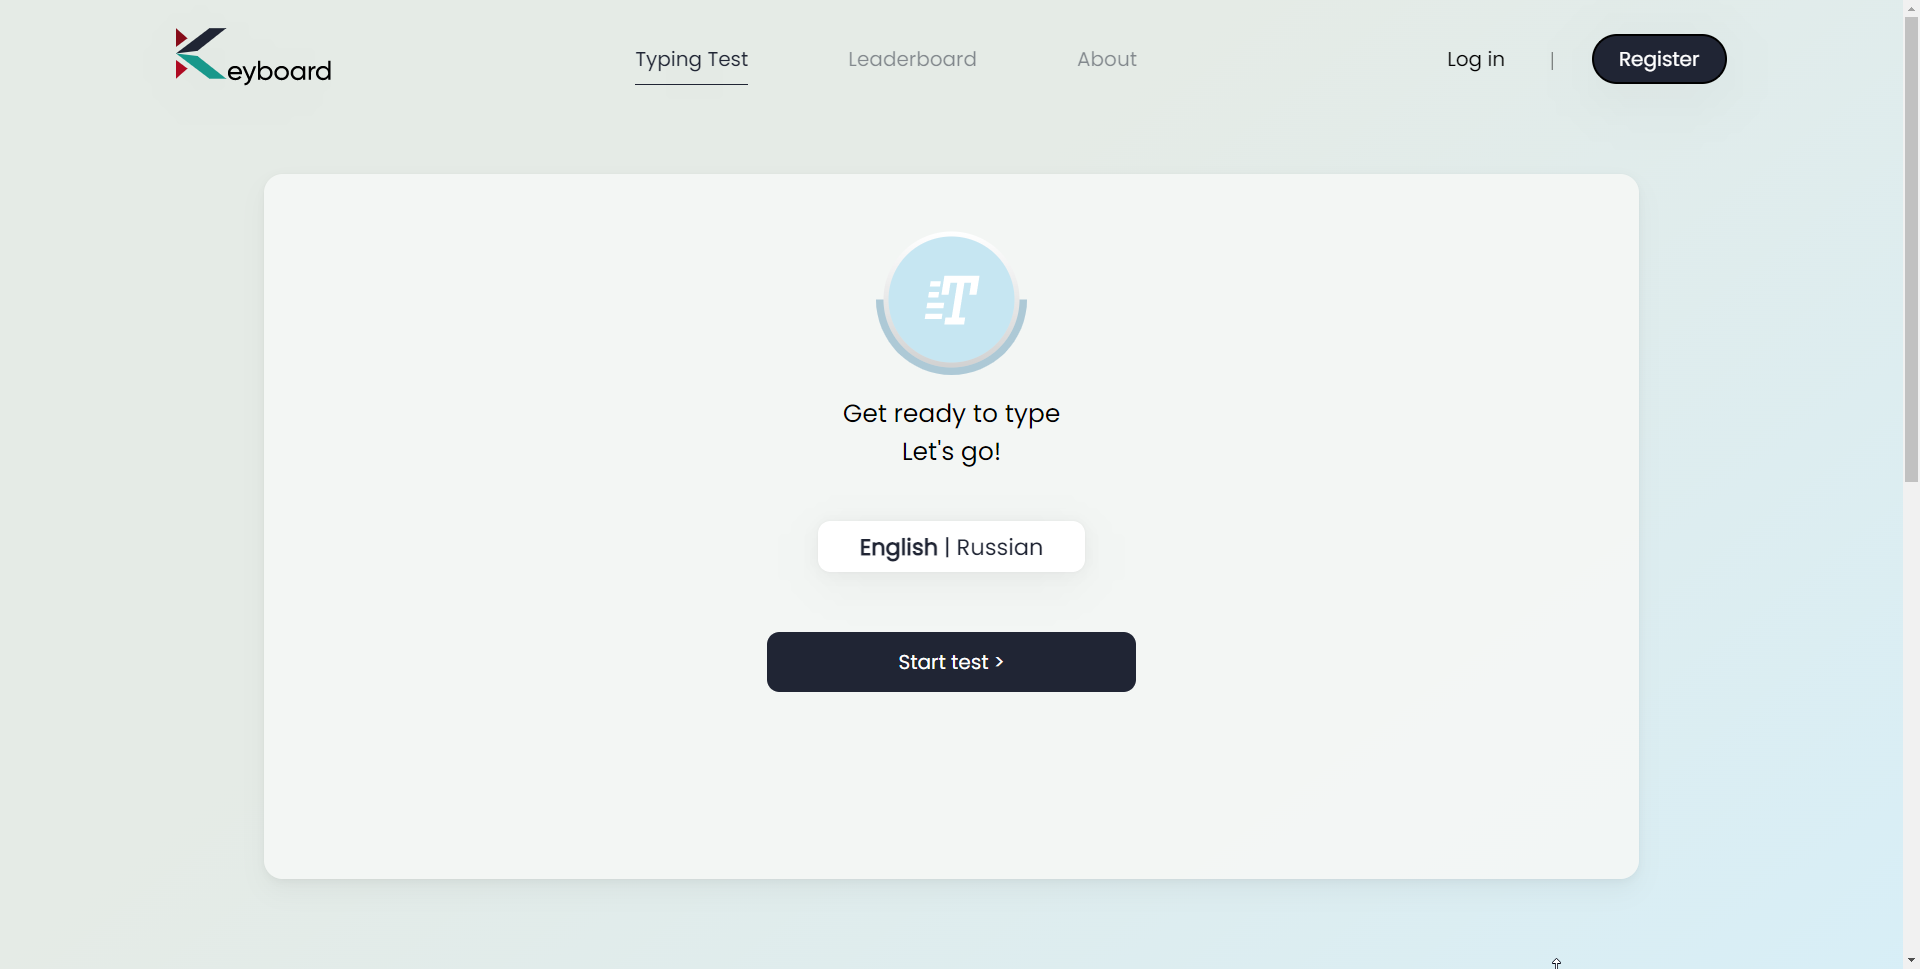 Keyboard
Typing Test
Leaderboard
About
Log in
|
Register
T
Get ready to type
Let's go!
English | Russian
Start test >